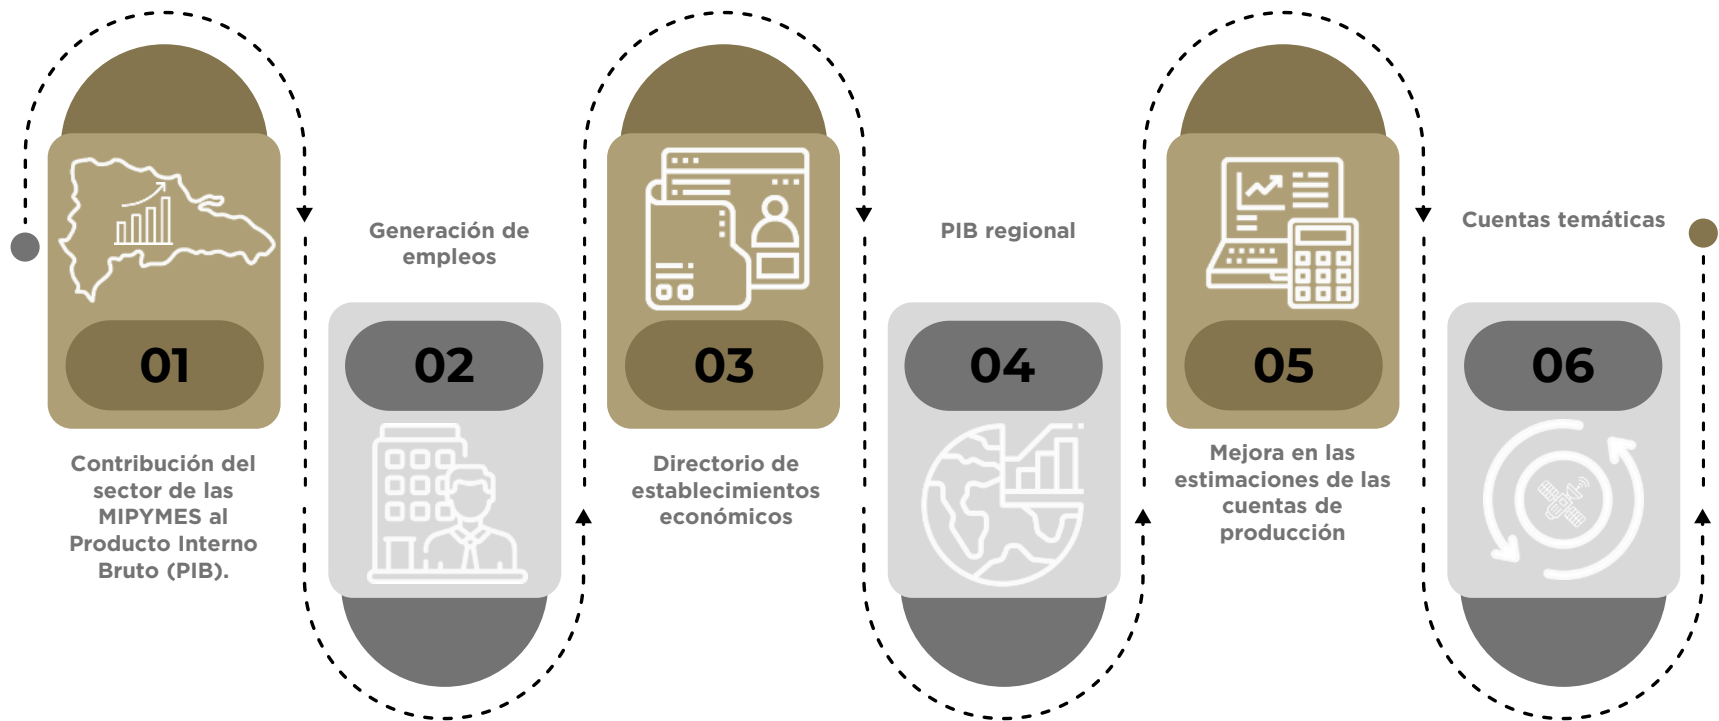 01
Contribución del
sector de las
MIPYMES al
Producto Interno
Bruto (PIB).
Generación de
empleos
02
03
Directorio de
establecimientos
económicos
PIB regional
04
05
Mejora en las
estimaciones de las
cuentas de
producción
Cuentas temáticas
06